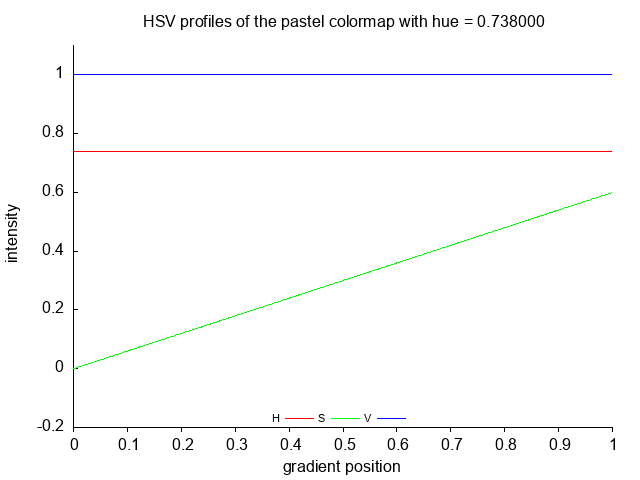 HSV profiles of the pastel colormap with hue = 0.738000
1
0.8
0.6
0.4
0.2
0
-0.2
intensity
H S V
0 0.1 0.2 0.3 0.4 0.5 0.6 0.7 0.8 0.9 1
gradient position